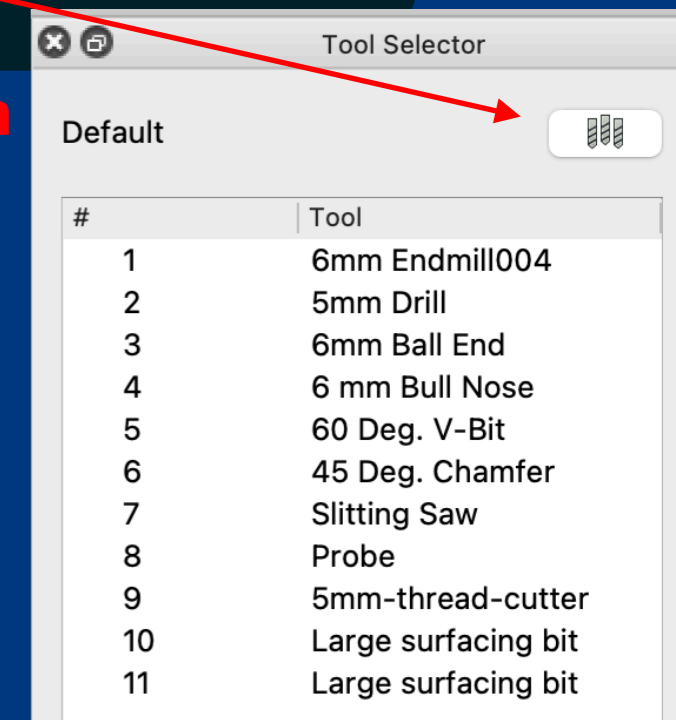 Tool Selector
Default
# Tool
1 6mm Endmill004
2 5mm Drill
3 6mm Ball End
4 6 mm Bull Nose
5 60 Deg. V-Bit
6 45 Deg. Chamfer
7 Slitting Saw
8 Probe
9 5mm-thread-cutter
10 Large surfacing bit
11 Large surfacing bit